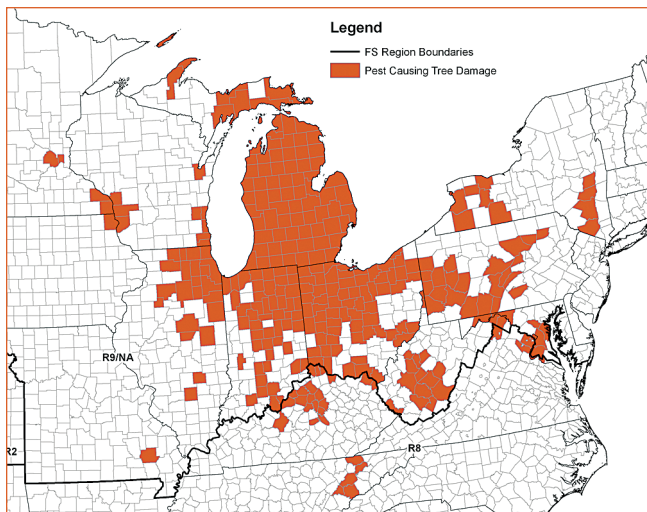 Legend
FS Region Boundaries
Pest Causing Tree Damage
R9/NA
R2
R8